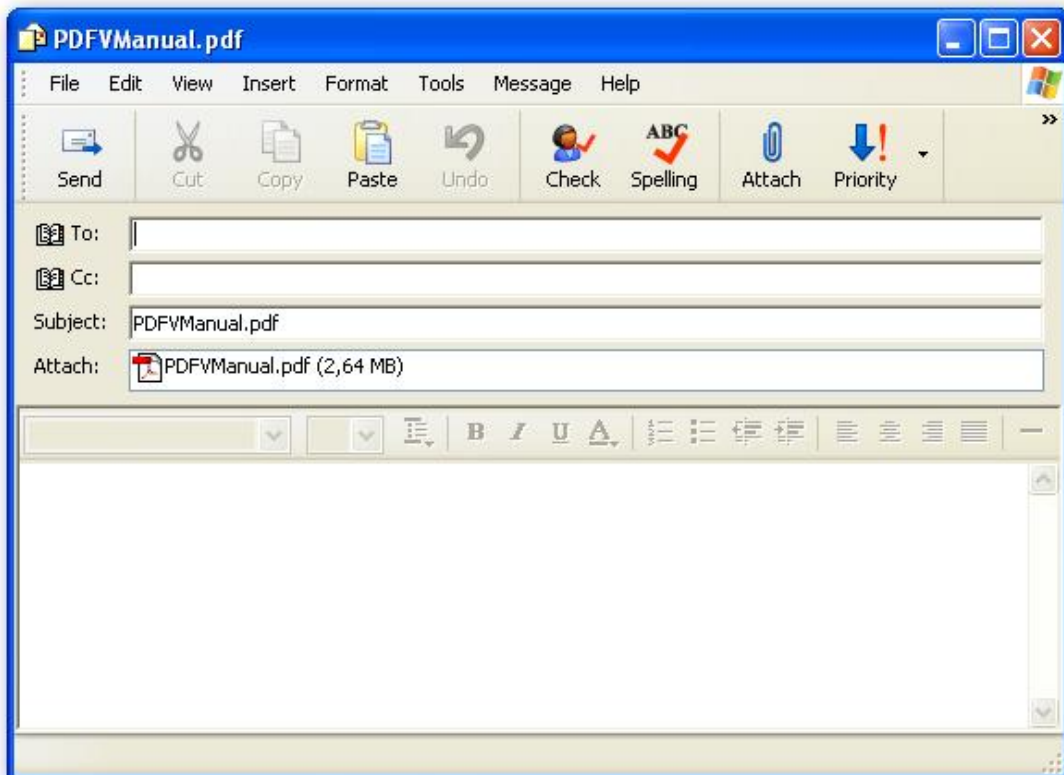 PDFVManual.pdf
File Edit View Insert Format Tools Message Help
ABC
Send Cut Copy Paste Undo Check Spelling Attach Priority »
To:
Cc:
Subject: PDFVManual.pdf
Attach: PDFVManual.pdf (2,64 MB)
B I U A